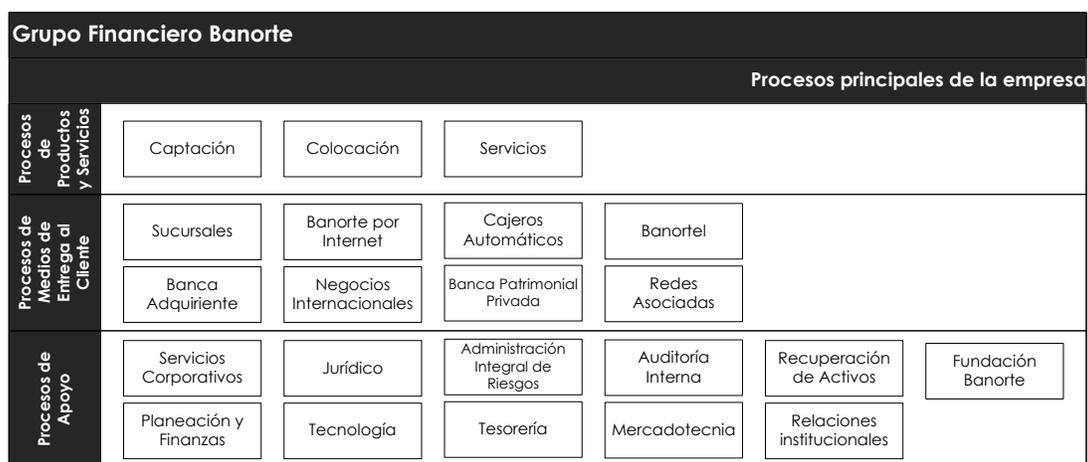 Grupo Financiero Banorte
Procesos principales de la empresa
Procesos
de
Productos
y Servicios
Captación
Colocación
Servicios
Procesos de
Medios de
Entrega al
Cliente
Sucursales
Banorte por
Internet
Cajeros
Automáticos
Banortel
Banca
Adquiriente
Negocios
Internacionales
Banca Patrimonial
Privada
Redes
Asociadas
Procesos de
Apoyo
Servicios
Corporativos
Jurídico
Administración
Integral de
Riesgos
Auditoría
Interna
Recuperación
de Activos
Fundación
Banorte
Planeación y
Finanzas
Tecnología
Tesorería
Mercadotecnia
Relaciones
institucionales